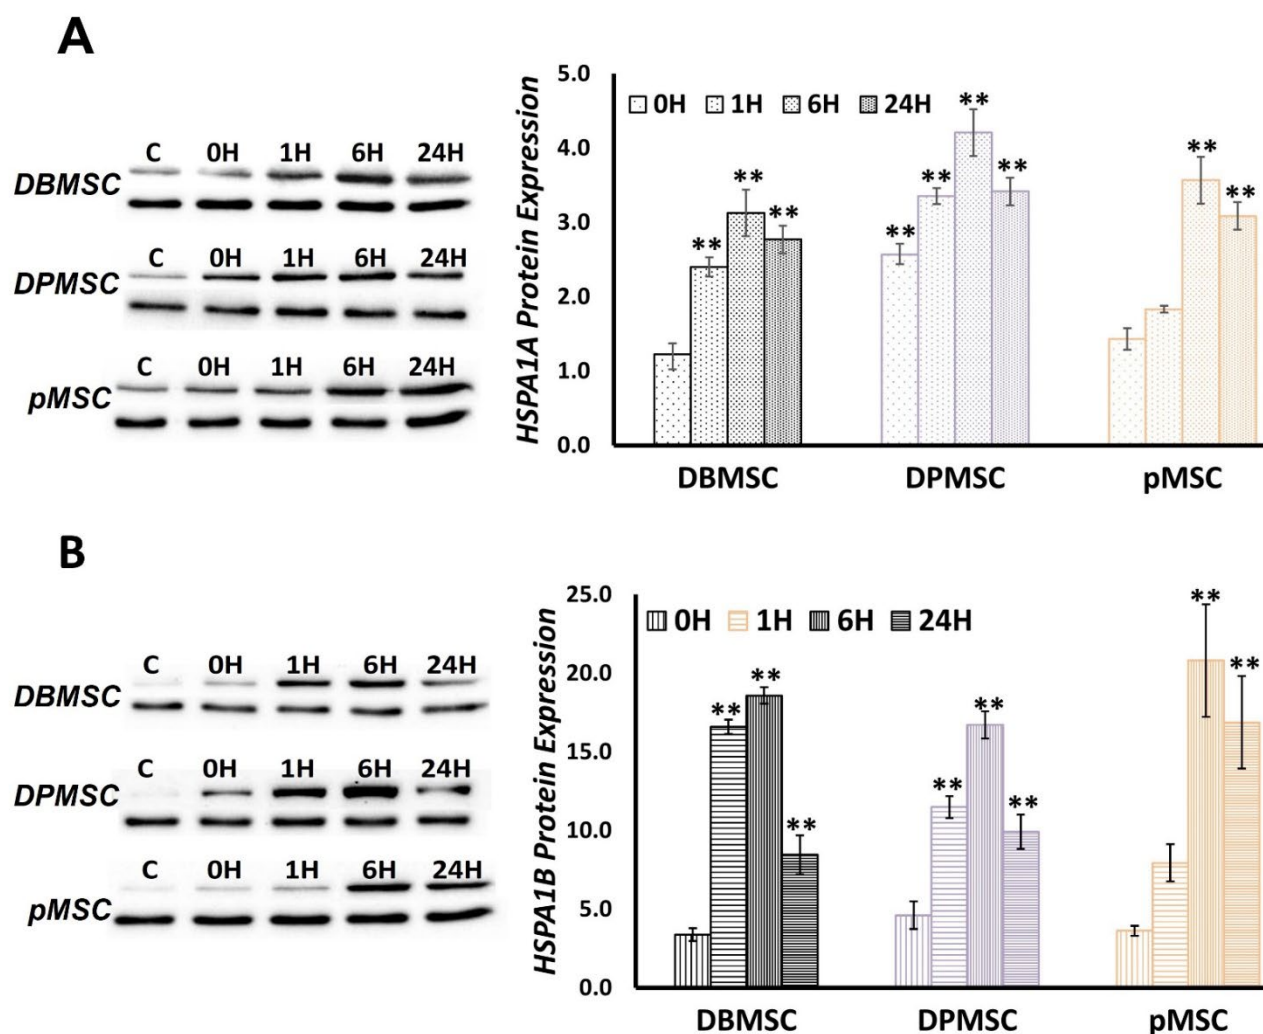 A
C 0H 1H 6H 24H
DBMSC
C 0H 1H 6H 24H
DPMSC
C 0H 1H 6H 24H
pMSC
HSPA1A Protein Expression
5.0
4.0
3.0
2.0
1.0
0.0
0H 1H 6H 24H
** ** **
** ** ** **
** **
DBMSC DPMSC pMSC
B
C 0H 1H 6H 24H
DBMSC
C 0H 1H 6H 24H
DPMSC
C 0H 1H 6H 24H
pMSC
HSPA1B Protein Expression
25.0
20.0
15.0
10.0
5.0
0.0
0H 1H 6H 24H
** ** **
** ** **
** **
DBMSC DPMSC pMSC